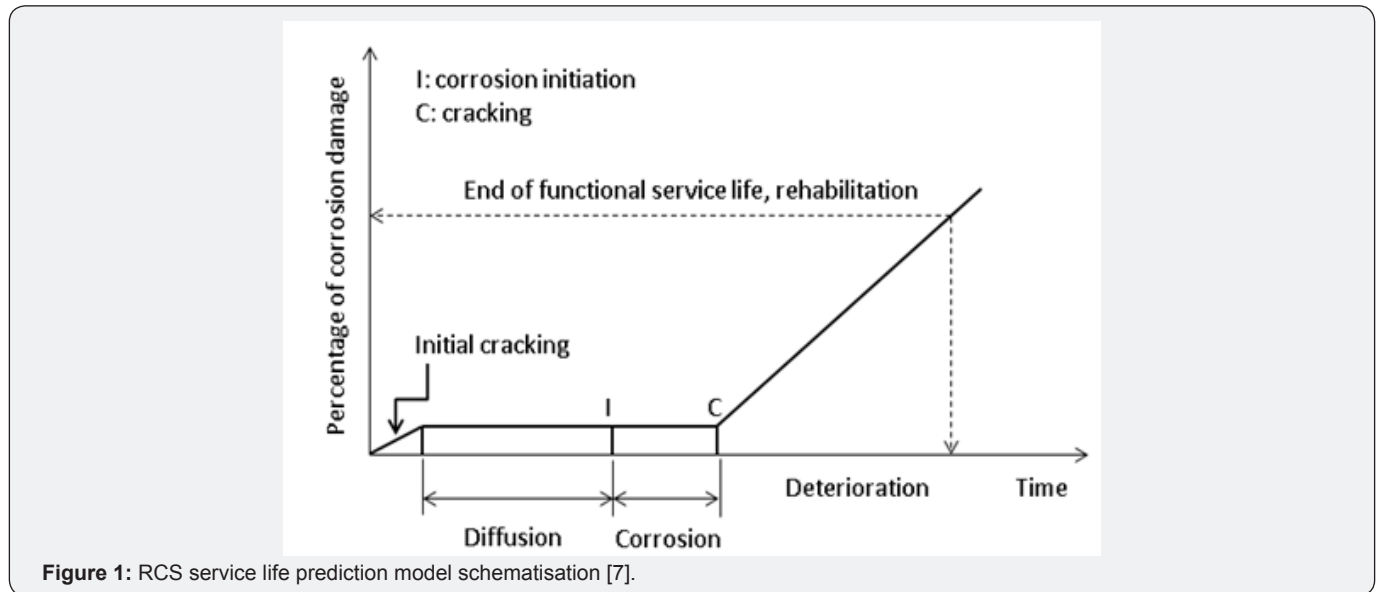 I: corrosion initiation
C: cracking
Percentage of corrosion damage
End of functional service life, rehabilitation
Initial cracking
I
C
Deterioration
Time
Diffusion
Corrosion
Figure 1: RCS service life prediction model schematisation [7].